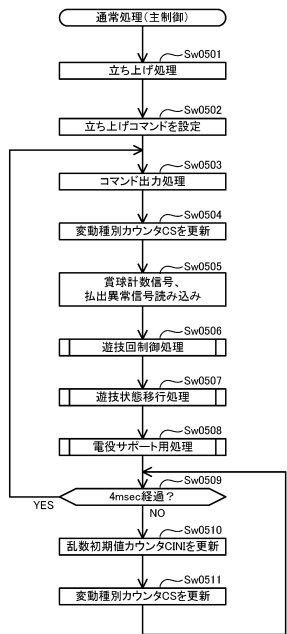 通常処理(主制御)
Sw0501
立ち上げ処理
Sw0502
立ち上げコマンドを設定
Sw0503
コマンド出力処理
Sw0504
変動種別カウンタCSを更新
Sw0505
賞球計数信号、
払出異常信号読み込み
Sw0506
遊技回制御処理
Sw0507
遊技状態移行処理
Sw0508
電役サポート用処理
Sw0509
4msec経過?
YES
NO
Sw0510
乱数初期値カウンタCINIを更新
Sw0511
変動種別カウンタCSを更新